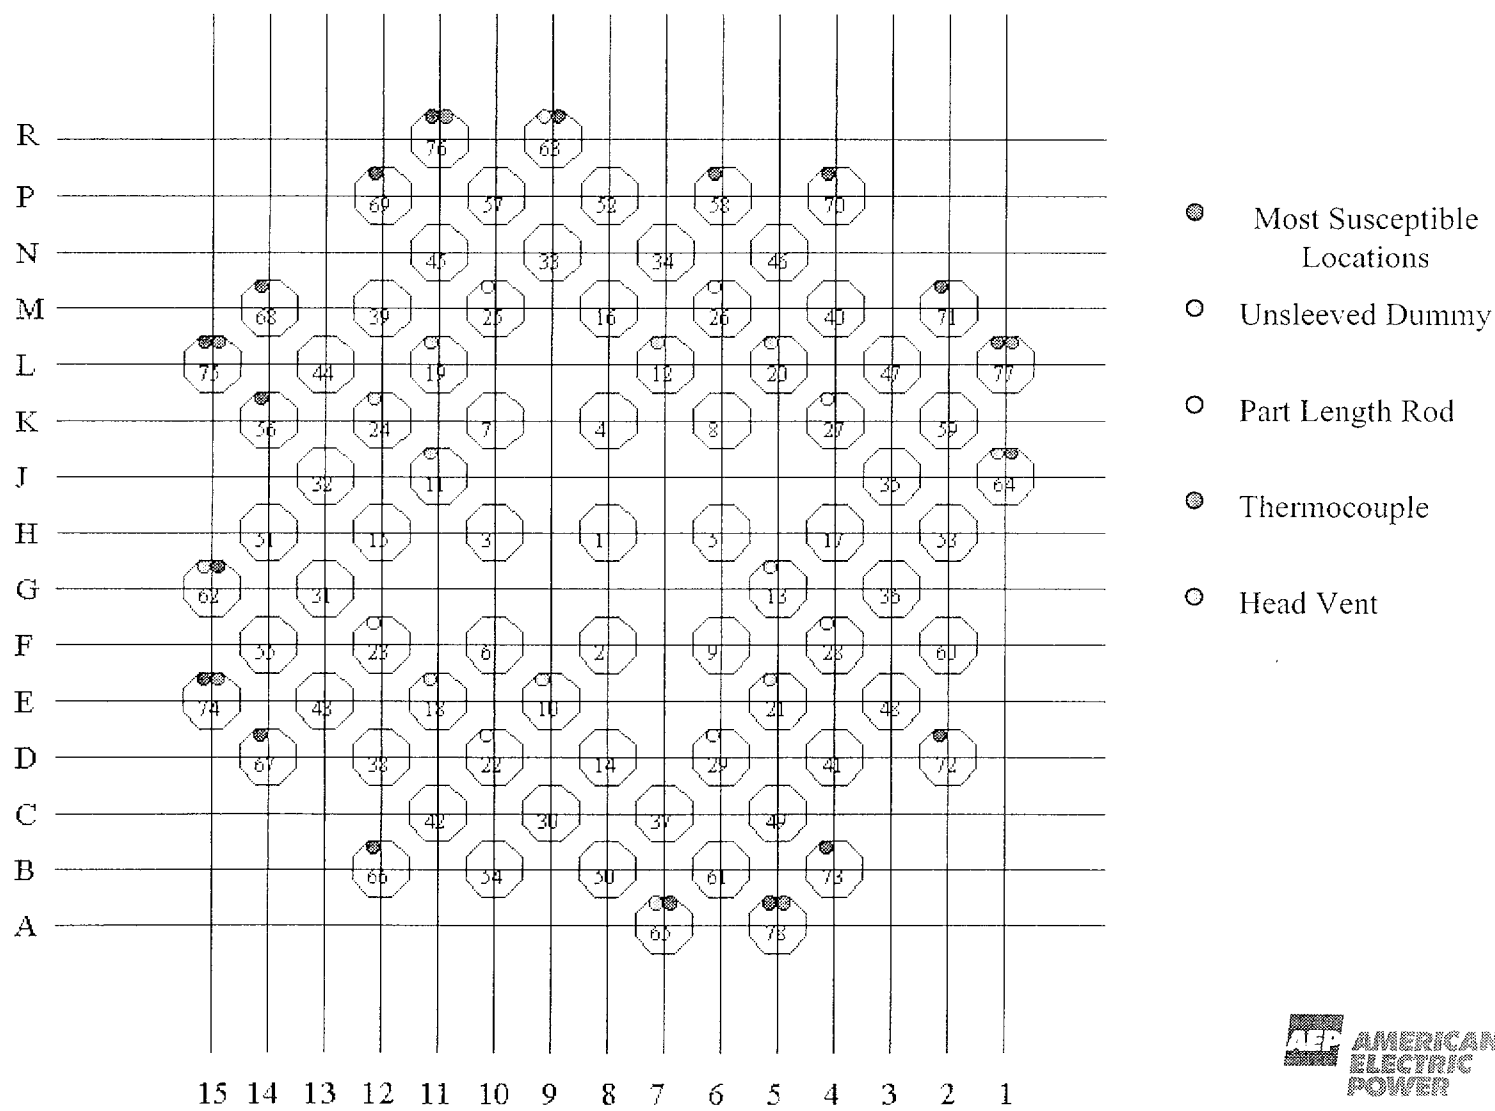 R
76 63
P
69 57 52 58 70
N
45 33 34 46
M
68 39 25 16 26 40 71
L
75 44 19 12 20 47 77
K
56 24 7 4 8 27 59
J
32 11 35 64
H
51 15 3 1 5 17 53
G
62 31 13 36
F
55 23 6 2 9 28 60
E
74 43 18 10 21 48
D
67 38 22 14 29 41 72
C
42 30 37 49
B
66 54 50 61 73
A
65 78
15 14 13 12 11 10 9 8 7 6 5 4 3 2 1
Most Susceptible
Locations
Unsleeved Dummy
Part Length Rod
Thermocouple
Head Vent
AEP
AMERICAN
ELECTRIC
POWER